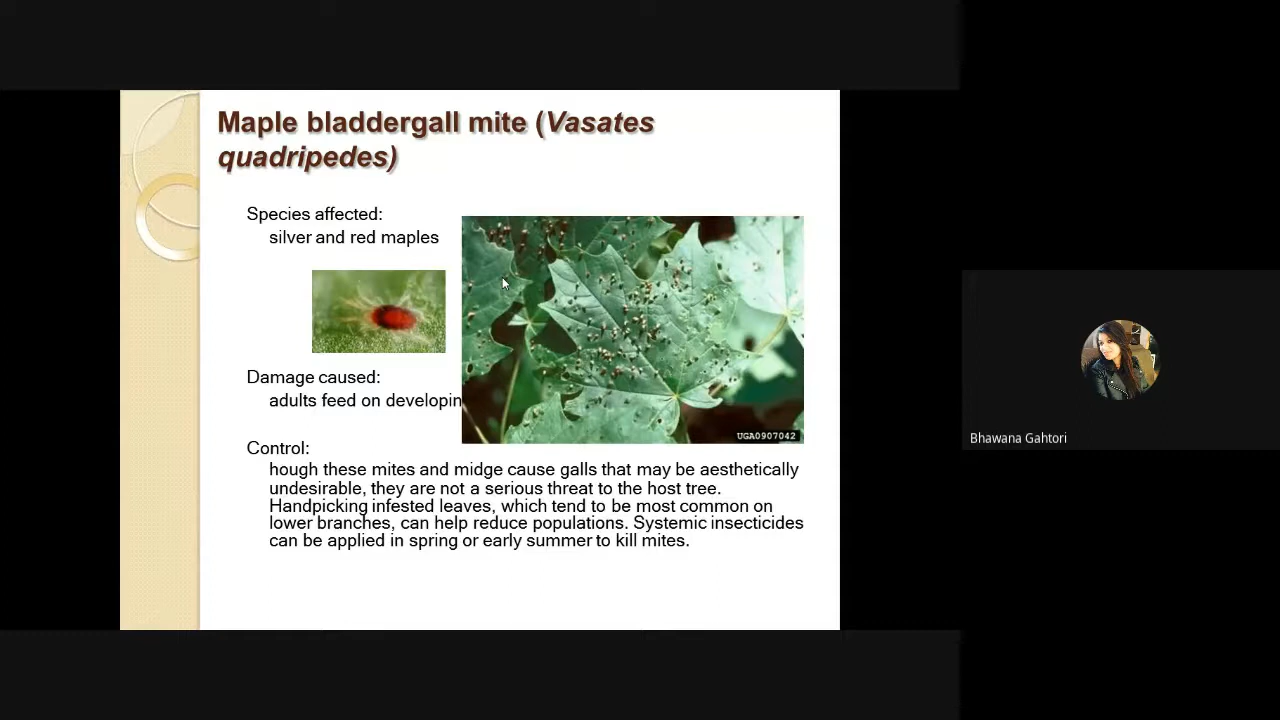 Maple bladdergall mite (Vasates
quadripedes)
Species affected:
silver and red maples
Damage caused:
adults feed on developin
UGA0907042
Control:
hough these mites and midge cause galls that may be aesthetically
undesirable, they are not a serious threat to the host tree.
Handpicking infested leaves, which tend to be most common on
lower branches, can help reduce populations. Systemic insecticides
can be applied in spring or early summer to kill mites.
Bhawana Gahtori